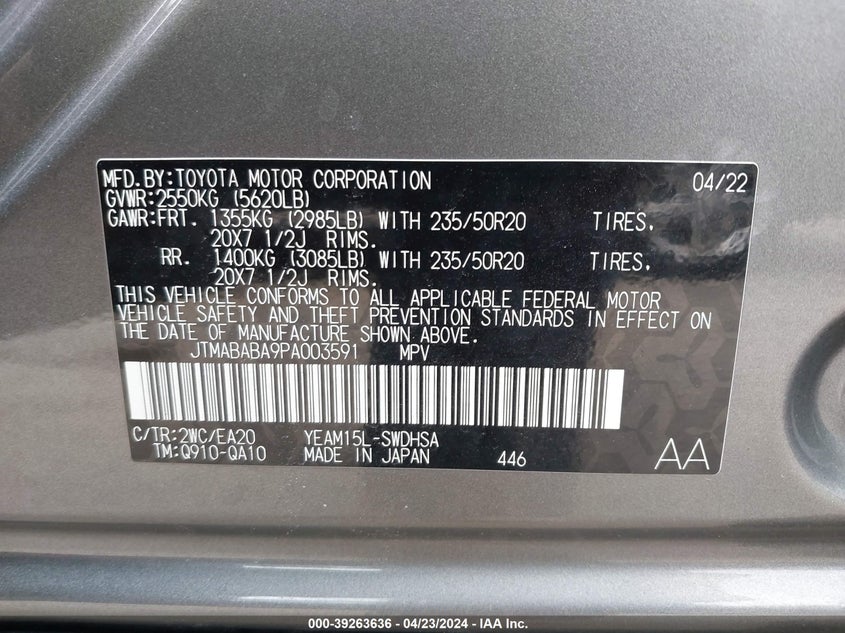 MFD.BY:TOYOTA MOTOR CORPORATION 04/22
GVWR:2550KG (5620LB)
GAWR:FRT. 1355KG (2985LB) WITH 235/50R20 TIRES.
20X7 1/2J RIMS.
RR. 1400KG (3085LB) WITH 235/50R20 TIRES.
20X7 1/2J RIMS.
THIS VEHICLE CONFORMS TO ALL APPLICABLE FEDERAL MOTOR
VEHICLE SAFETY AND THEFT PREVENTION STANDARDS IN EFFECT ON
THE DATE OF MANUFACTURE SHOWN ABOVE.
JTMABABA9PA003591 MPV
C/TR:2WC/EA20 YEAM15L-SWDHSA
TM:Q910-QA10 MADE IN JAPAN 446 AA
000-39263636 - 04/23/2024 - IAA Inc.